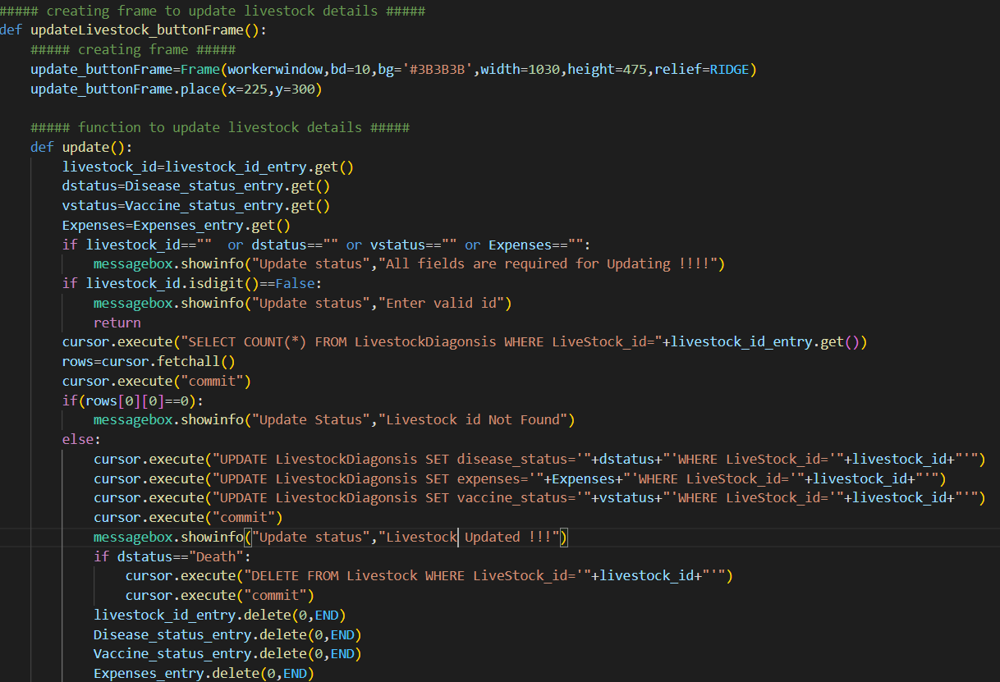 ##### creating frame to update livestock details #####
def updateLivestock_buttonFrame():
    ##### creating frame #####
    update_buttonFrame=Frame(workerwindow,bd=10,bg='#3B3B3B',width=1030,height=475,relief=RIDGE)
    update_buttonFrame.place(x=225,y=300)

    ##### function to update livestock details #####
    def update():
        livestock_id=livestock_id_entry.get()
        dstatus=Disease_status_entry.get()
        vstatus=Vaccine_status_entry.get()
        Expenses=Expenses_entry.get()
        if livestock_id==""  or dstatus=="" or vstatus=="" or Expenses=="":
            messagebox.showinfo("Update status","All fields are required for Updating !!!!")
        if livestock_id.isdigit()==False:
            messagebox.showinfo("Update status","Enter valid id")
            return
        cursor.execute("SELECT COUNT(*) FROM LivestockDiagonsis WHERE LiveStock_id="+livestock_id_entry.get())
        rows=cursor.fetchall()
        cursor.execute("commit")
        if(rows[0][0]==0):
            messagebox.showinfo("Update Status","Livestock id Not Found")
        else:
            cursor.execute("UPDATE LivestockDiagonsis SET disease_status='"+dstatus+"'WHERE LiveStock_id='"+livestock_id+"'")
            cursor.execute("UPDATE LivestockDiagonsis SET expenses='"+Expenses+"'WHERE LiveStock_id='"+livestock_id+"'")
            cursor.execute("UPDATE LivestockDiagonsis SET vaccine_status='"+vstatus+"'WHERE LiveStock_id='"+livestock_id+"'")
            cursor.execute("commit")
            messagebox.showinfo("Update status","Livestock Updated !!!")
            if dstatus=="Death":
                cursor.execute("DELETE FROM Livestock WHERE LiveStock_id='"+livestock_id+"'")
                cursor.execute("commit")
            livestock_id_entry.delete(0,END)
            Disease_status_entry.delete(0,END)
            Vaccine_status_entry.delete(0,END)
            Expenses_entry.delete(0,END)